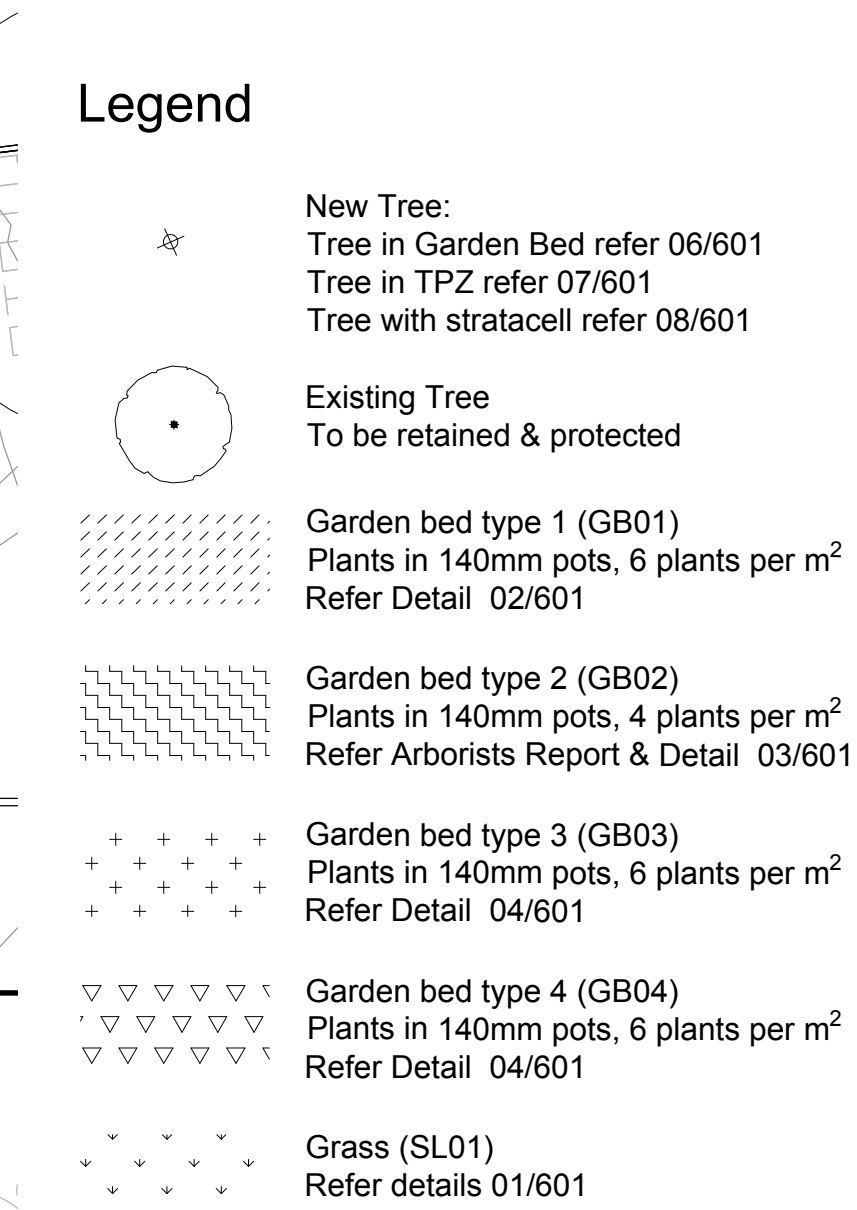 Legend
New Tree:
Tree in Garden Bed refer 06/601
Tree in TPZ refer 07/601
Tree with stratacell refer 08/601
Existing Tree
To be retained & protected
Garden bed type 1 (GB01)
Plants in 140mm pots, 6 plants per m²
Refer Detail 02/601
Garden bed type 2 (GB02)
Plants in 140mm pots, 4 plants per m²
Refer Arborists Report & Detail 03/601
Garden bed type 3 (GB03)
Plants in 140mm pots, 6 plants per m²
Refer Detail 04/601
Garden bed type 4 (GB04)
Plants in 140mm pots, 6 plants per m²
Refer Detail 04/601
Grass (SL01)
Refer details 01/601